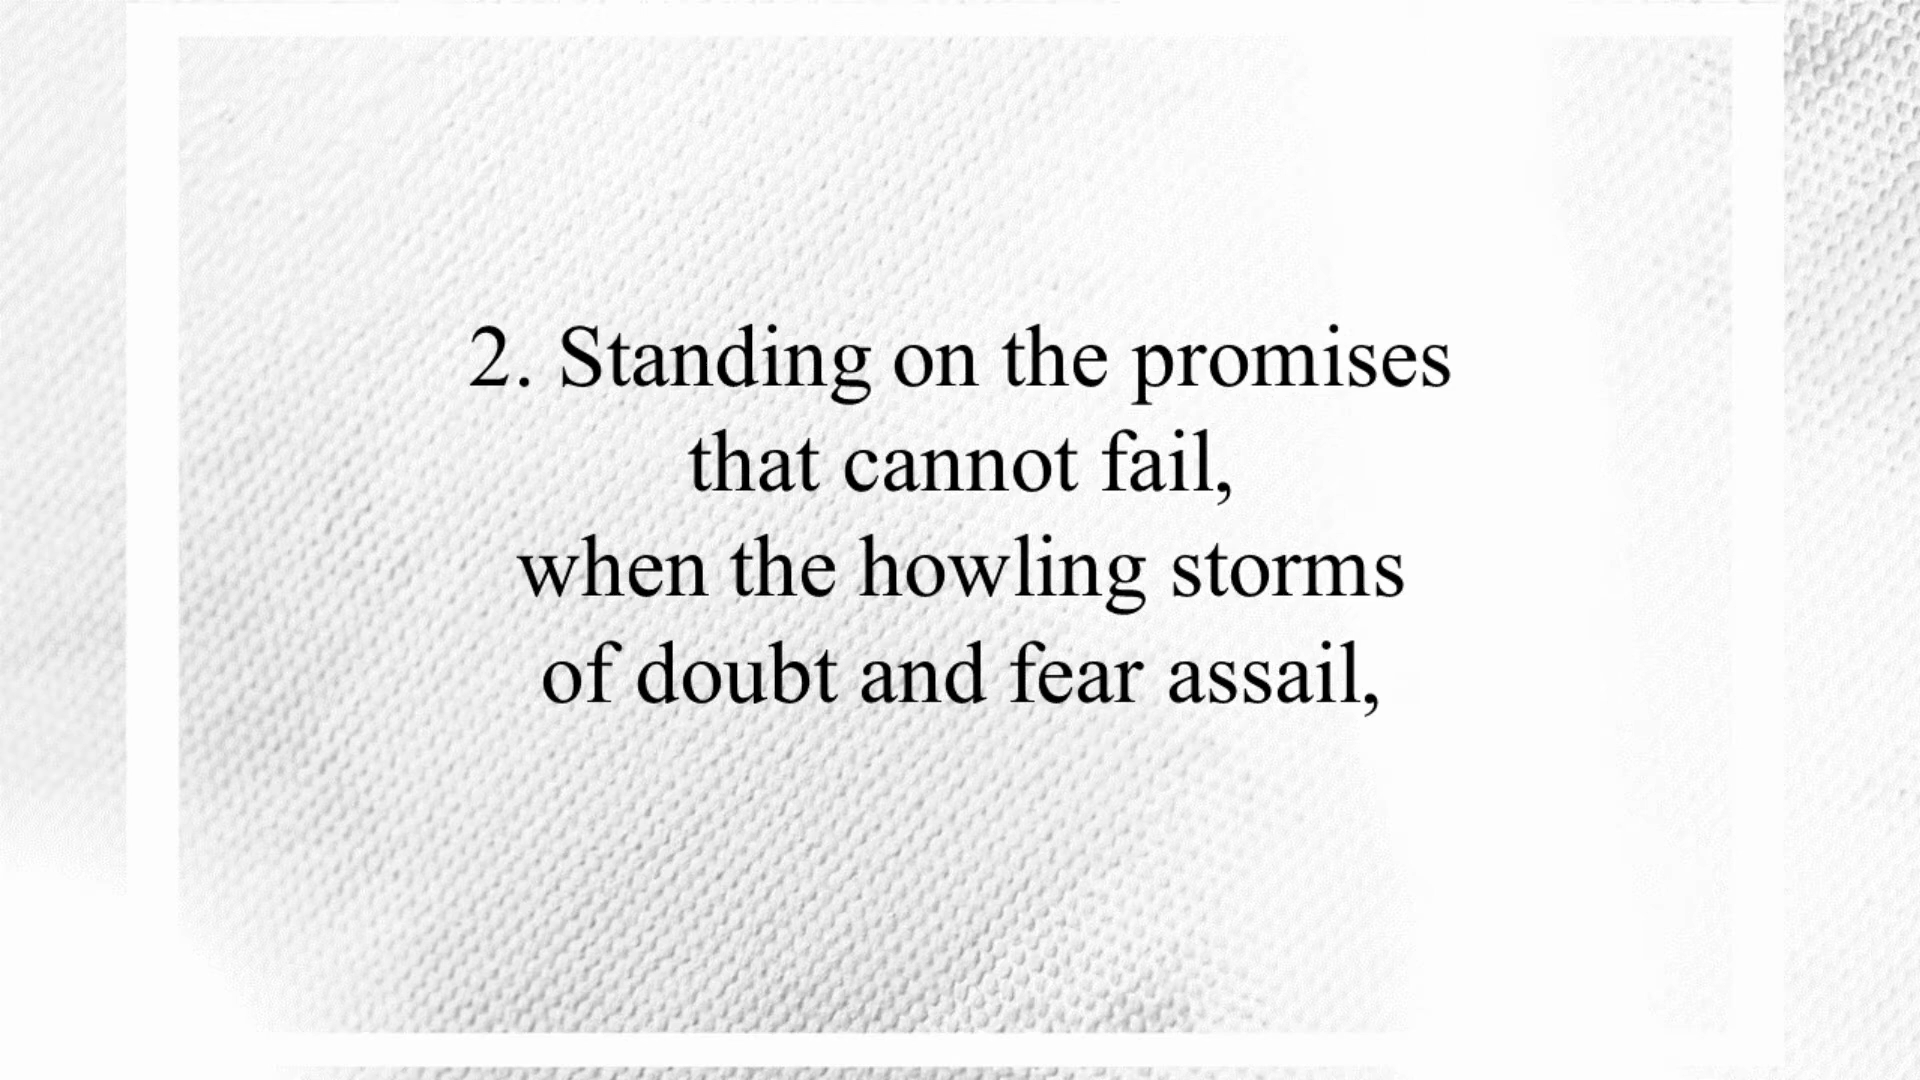 2. Standing on the promises
that cannot fail,
when the howling storms
of doubt and fear assail,